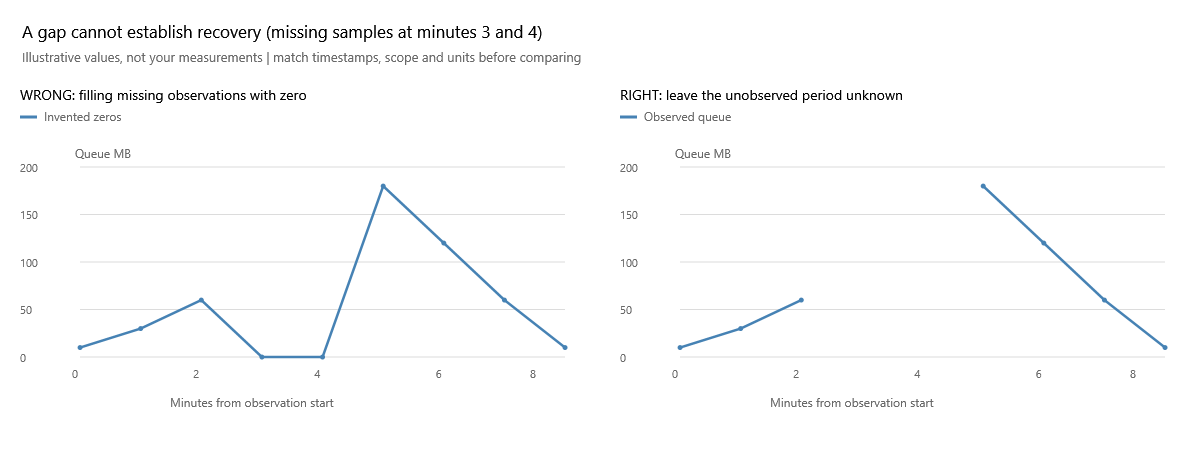 A gap cannot establish recovery (missing samples at minutes 3 and 4)
Illustrative values, not your measurements | match timestamps, scope and units before comparing
WRONG: filling missing observations with zero
Invented zeros
Queue MB
200
150
100
50
0
0 2 4 6 8
Minutes from observation start
RIGHT: leave the unobserved period unknown
Observed queue
Queue MB
200
150
100
50
0
0 2 4 6 8
Minutes from observation start